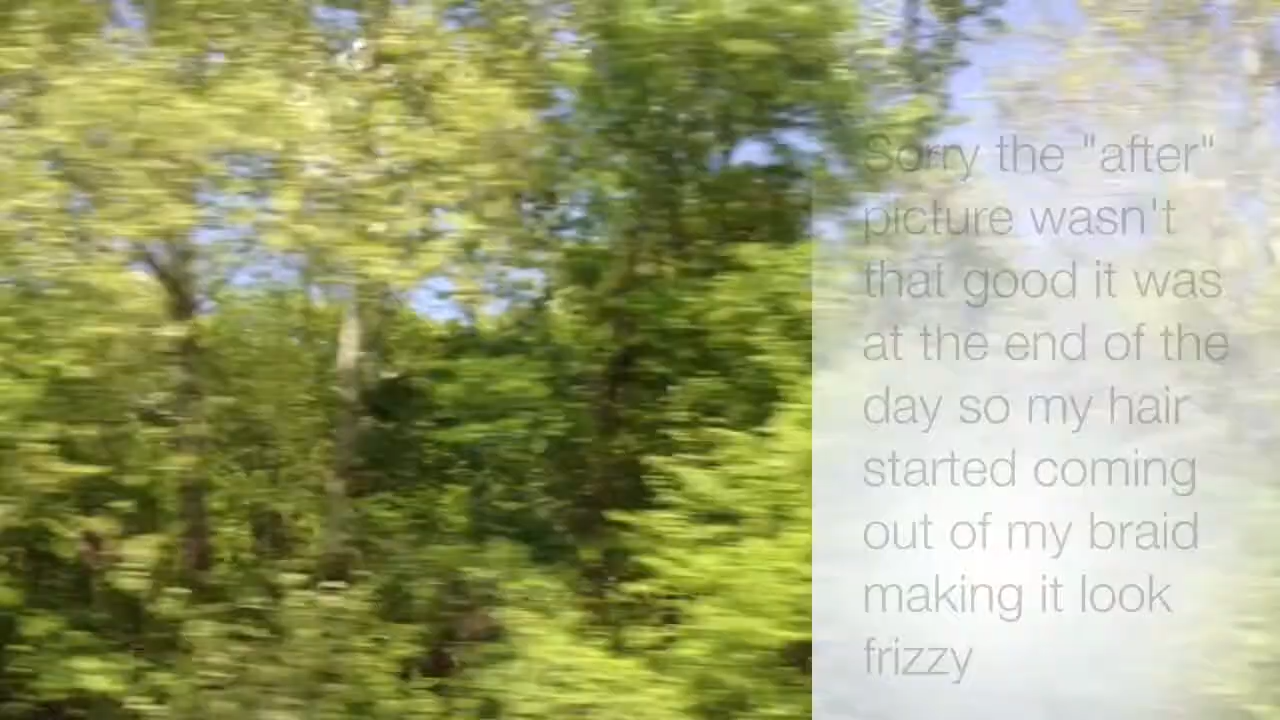 Sorry the "after"
picture wasn't
that good it was
at the end of the
day so my hair
started coming
out of my braid
making it look
frizzy